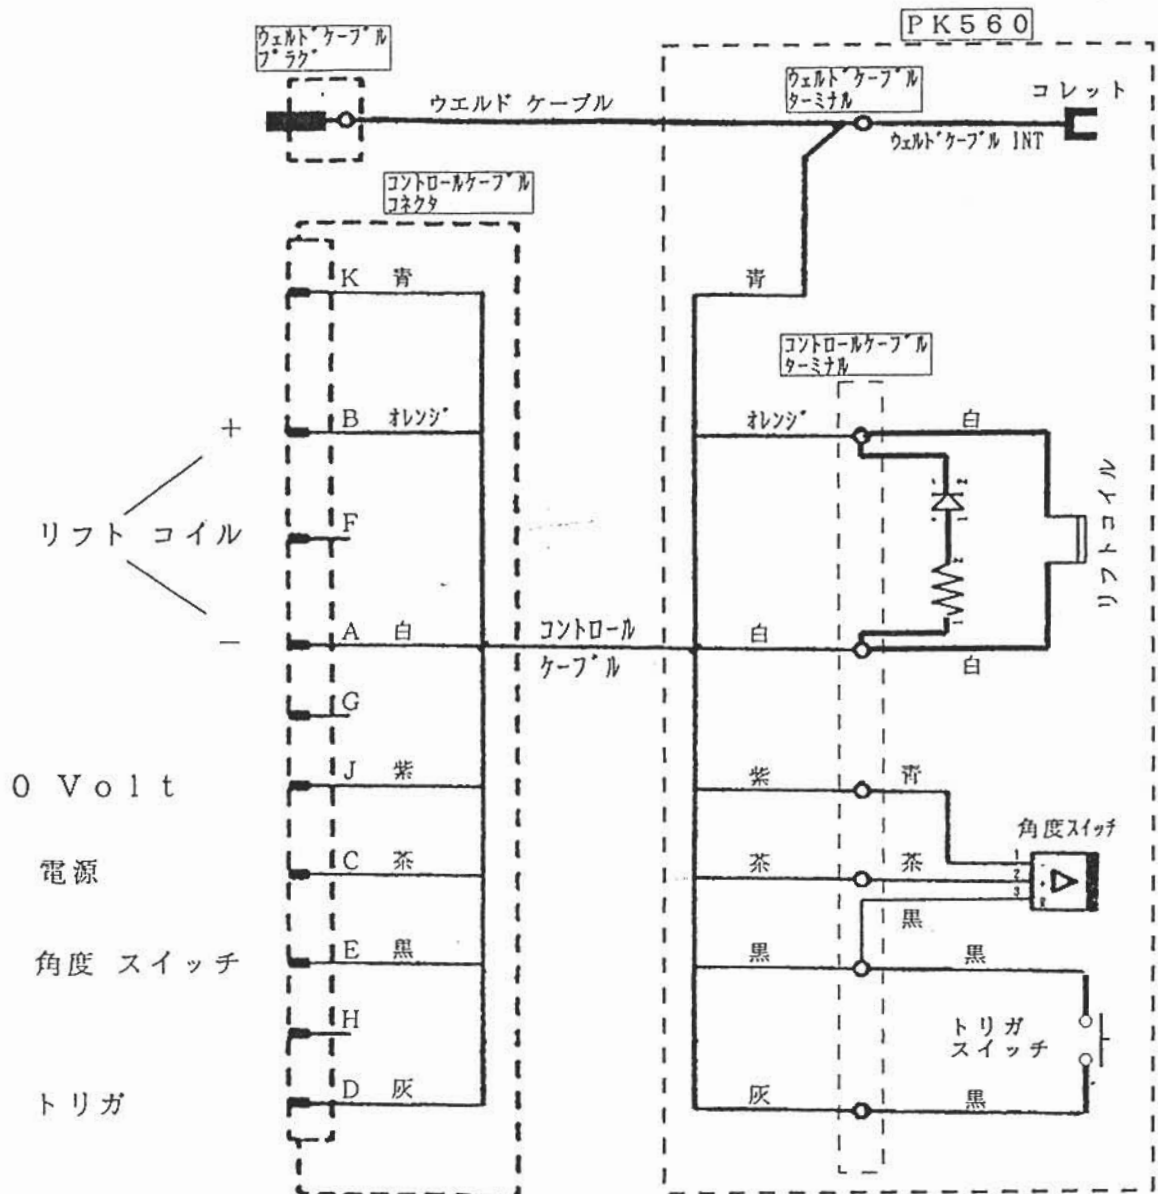 PK560
ウェルドケーブル
プラグ
ウエルド ケーブル
ウェルドケーブル
ターミナル
コレット
ウェルドケーブル INT
コントロールケーブル
コネクタ
K 青
青
コントロールケーブル
ターミナル
+
B オレンジ
オレンジ
白
リフト コイル
F
リフトコイル
2
1
2
1
−
A 白
コントロール
ケーブル
白
白
G
0 Volt
J 紫
紫
青
角度スイッチ
電源
C 茶
茶
茶
1
2
3
黒
角度 スイッチ
E 黒
黒
黒
H
トリガ
スイッチ
トリガ
D 灰
灰
黒